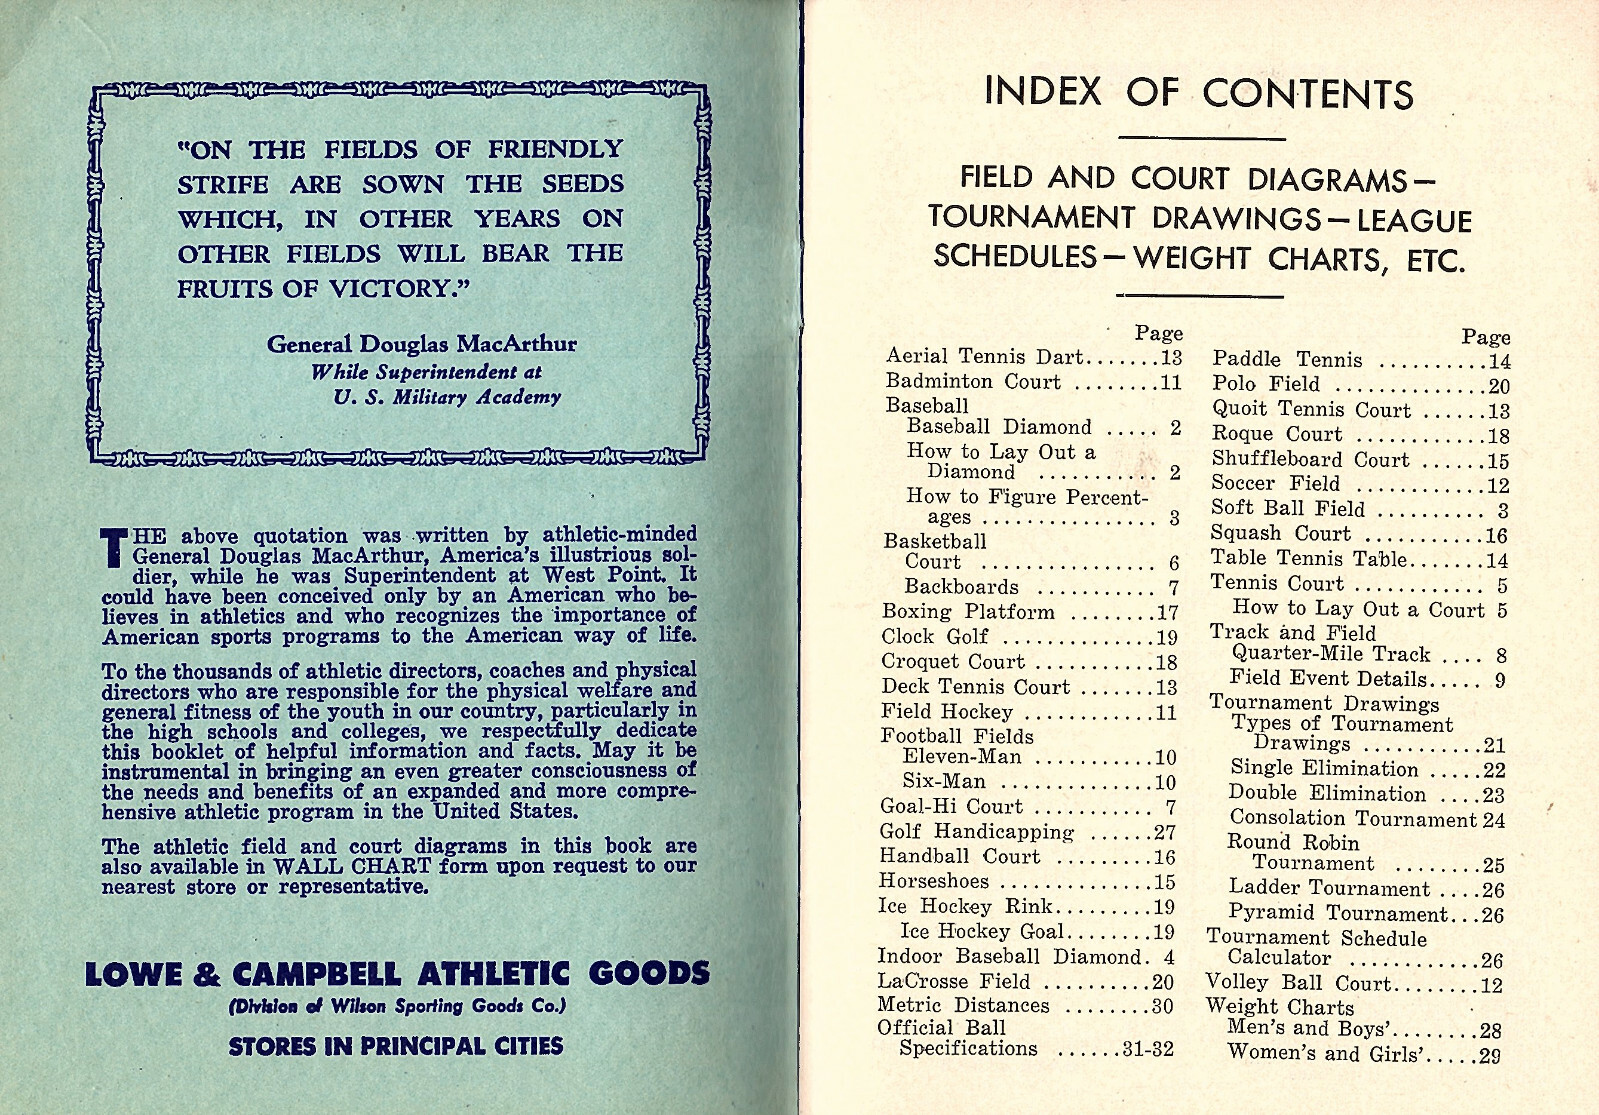 "ON THE FIELDS OF FRIENDLY
STRIFE ARE SOWN THE SEEDS
WHICH, IN OTHER YEARS ON
OTHER FIELDS WILL BEAR THE
FRUITS OF VICTORY."
General Douglas MacArthur
While Superintendent at
U. S. Military Academy
THE above quotation was written by athletic-minded
General Douglas MacArthur, America's illustrious sol-
dier, while he was Superintendent at West Point. It
could have been conceived only by an American who be-
lieves in athletics and who recognizes the importance of
American sports programs to the American way of life.
To the thousands of athletic directors, coaches and physical
directors who are responsible for the physical welfare and
general fitness of the youth in our country, particularly in
the high schools and colleges, we respectfully dedicate
this booklet of helpful information and facts. May it be
instrumental in bringing an even greater consciousness of
the needs and benefits of an expanded and more compre-
hensive athletic program in the United States.
The athletic field and court diagrams in this book are
also available in WALL CHART form upon request to our
nearest store or representative.
LOWE & CAMPBELL ATHLETIC GOODS
(Division of Wilson Sporting Goods Co.)
STORES IN PRINCIPAL CITIES
INDEX OF CONTENTS
FIELD AND COURT DIAGRAMS—
TOURNAMENT DRAWINGS—LEAGUE
SCHEDULES—WEIGHT CHARTS, ETC.
Page
Aerial Tennis Dart.......13
Badminton Court ........11
Baseball
Baseball Diamond ..... 2
How to Lay Out a
Diamond ........... 2
How to Figure Percent-
ages ................ 3
Basketball
Court ................ 6
Backboards ........... 7
Boxing Platform ........17
Clock Golf ..............19
Croquet Court ...........18
Deck Tennis Court .......13
Field Hockey ............11
Football Fields
Eleven-Man ...........10
Six-Man ..............10
Goal-Hi Court ........... 7
Golf Handicapping ......27
Handball Court .........16
Horseshoes ..............15
Ice Hockey Rink.........19
Ice Hockey Goal........19
Indoor Baseball Diamond. 4
LaCrosse Field ..........20
Metric Distances ........30
Official Ball
Specifications ......31-32
Page
Paddle Tennis ..........14
Polo Field ..............20
Quoit Tennis Court ......13
Roque Court ............18
Shuffleboard Court ......15
Soccer Field ............12
Soft Ball Field .......... 3
Squash Court ...........16
Table Tennis Table.......14
Tennis Court ............ 5
How to Lay Out a Court 5
Track and Field
Quarter-Mile Track .... 8
Field Event Details..... 9
Tournament Drawings
Types of Tournament
Drawings ...........21
Single Elimination .....22
Double Elimination ....23
Consolation Tournament 24
Round Robin
Tournament ........25
Ladder Tournament ....26
Pyramid Tournament...26
Tournament Schedule
Calculator ............26
Volley Ball Court........12
Weight Charts
Men's and Boys'........28
Women's and Girls'.....29